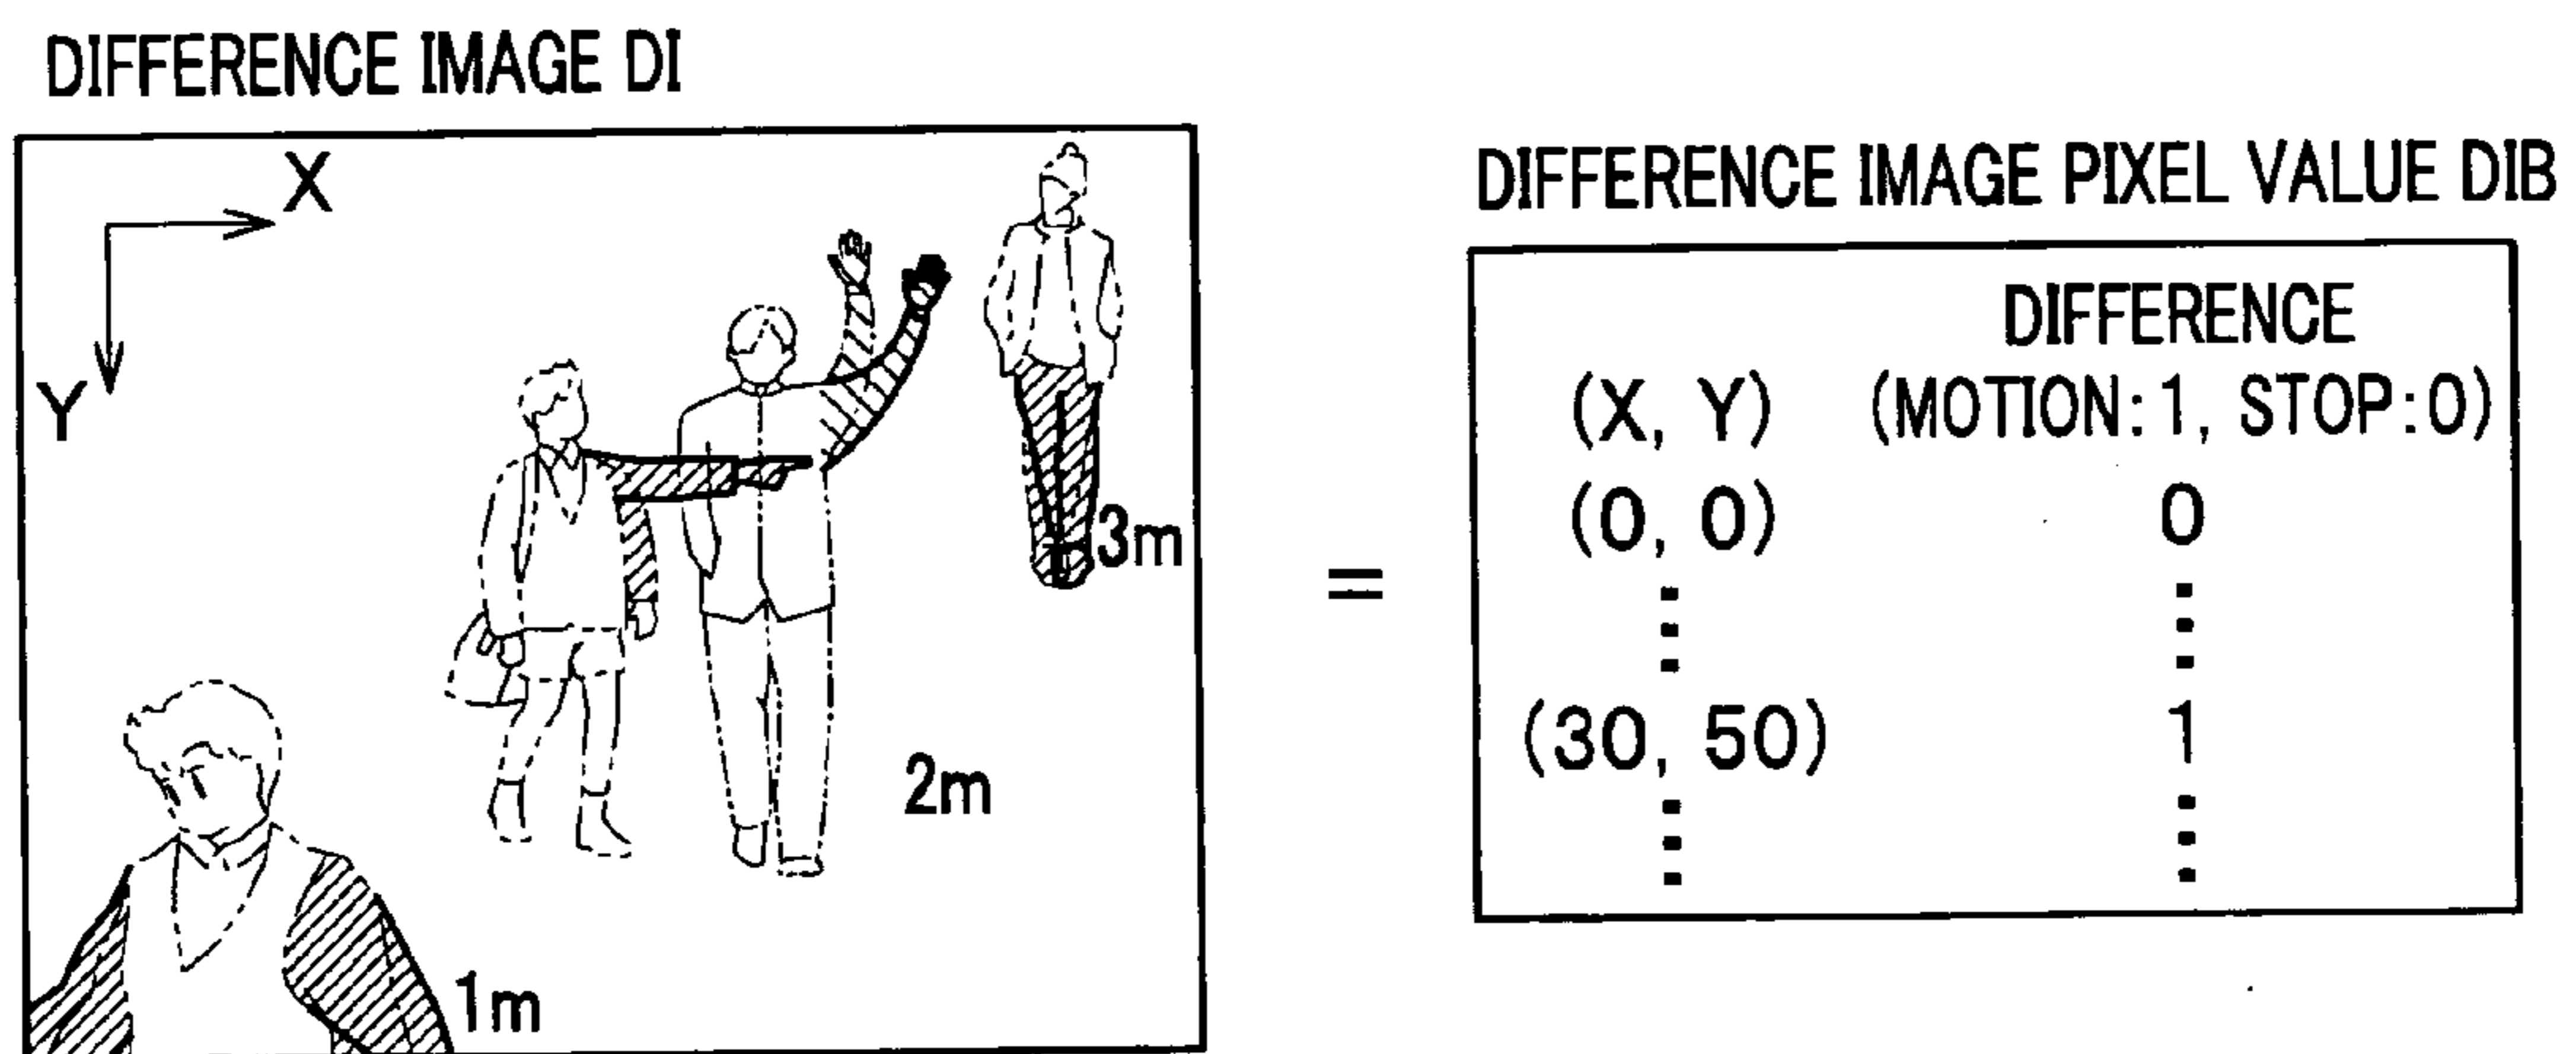 DIFFERENCE IMAGE DI
X
Y
3m
2m
1m
=
DIFFERENCE IMAGE PIXEL VALUE DIB
DIFFERENCE
(X, Y) (MOTION:1, STOP:0)
(0, 0) 0
(30, 50) 1